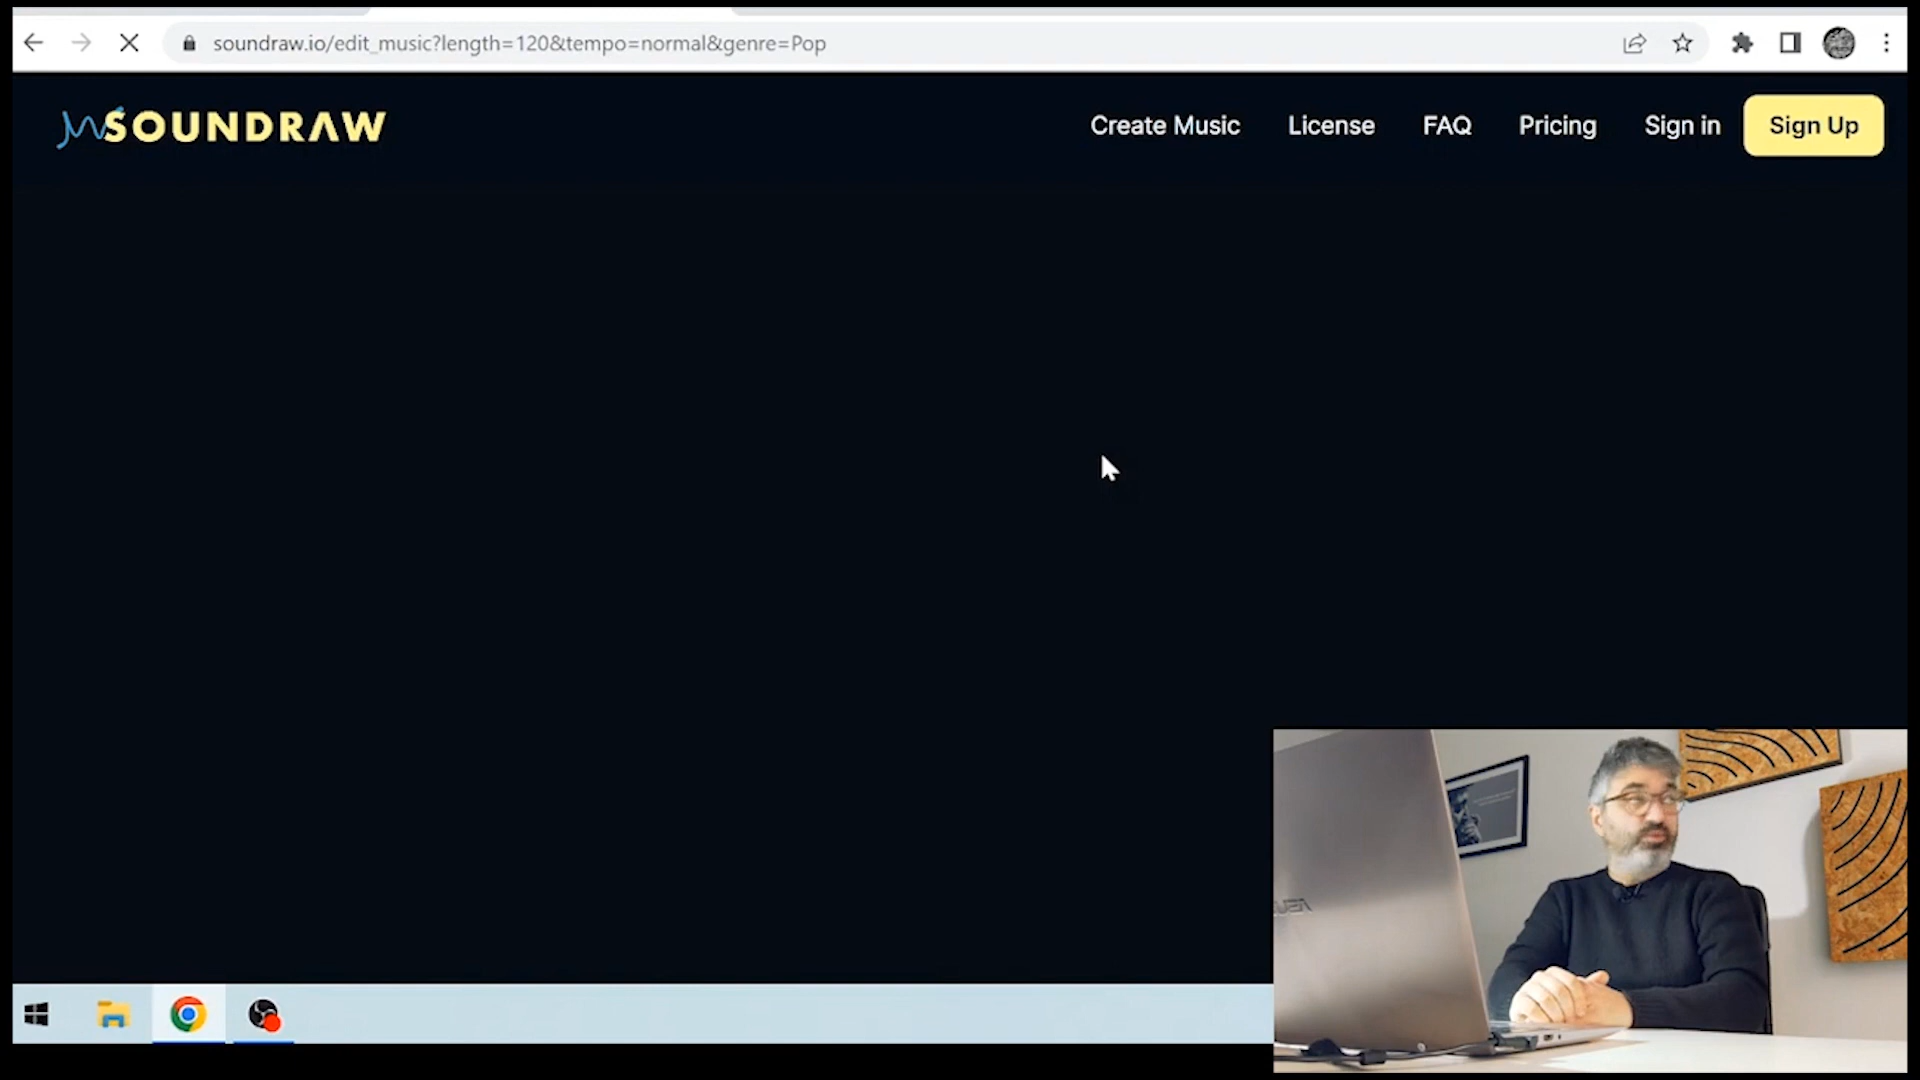 soundraw.io/edit_music?length=120&tempo=normal&genre=Pop
SOUNDRAW
Create Music
License
FAQ
Pricing
Sign in
Sign Up
ASUS